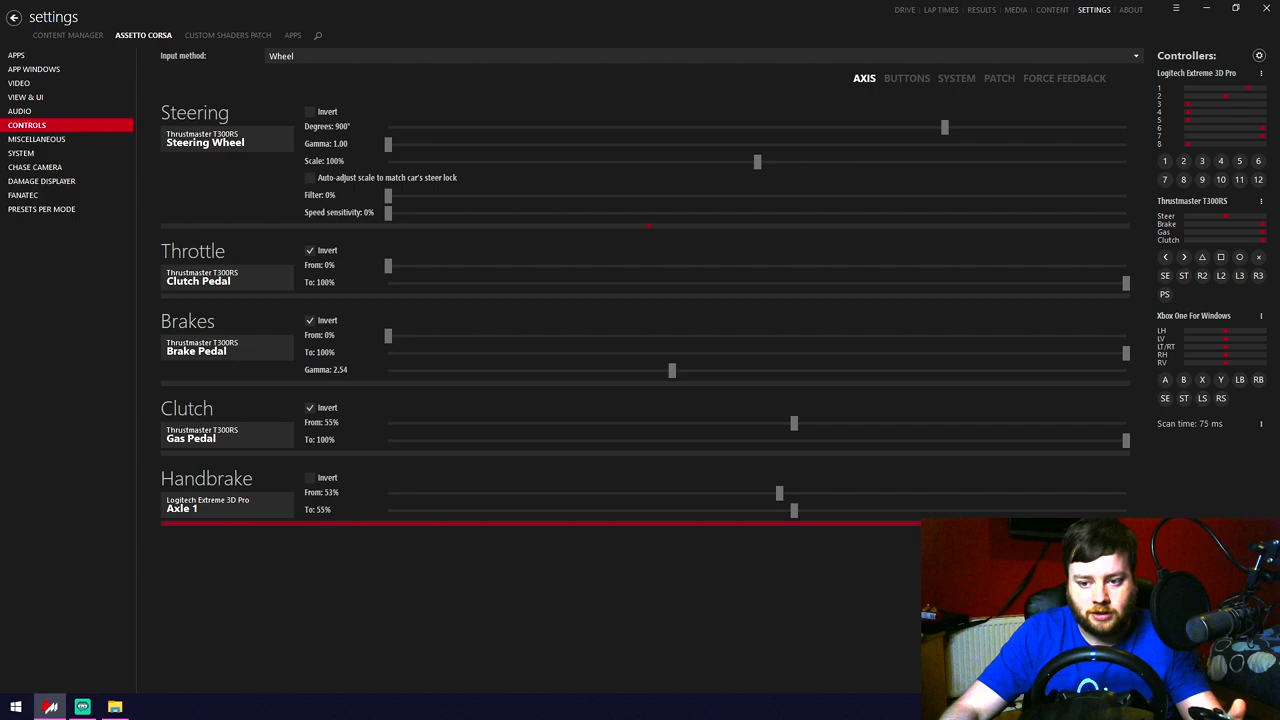 settings
DRIVE LAP TIMES RESULTS MEDIA CONTENT SETTINGS ABOUT
CONTENT MANAGER ASSETTO CORSA CUSTOM SHADERS PATCH APPS
APPS
APP WINDOWS
VIDEO
VIEW & UI
AUDIO
CONTROLS
MISCELLANEOUS
SYSTEM
CHASE CAMERA
DAMAGE DISPLAYER
FANATEC
PRESETS PER MODE
Input method: Wheel
AXIS BUTTONS SYSTEM PATCH FORCE FEEDBACK
Steering
Thrustmaster T300RS
Steering Wheel
Invert
Degrees: 900°
Gamma: 1.00
Scale: 100%
Auto-adjust scale to match car's steer lock
Filter: 0%
Speed sensitivity: 0%
Throttle
Thrustmaster T300RS
Clutch Pedal
Invert
From: 0%
To: 100%
Brakes
Thrustmaster T300RS
Brake Pedal
Invert
From: 0%
To: 100%
Gamma: 2.54
Clutch
Thrustmaster T300RS
Gas Pedal
Invert
From: 55%
To: 100%
Handbrake
Logitech Extreme 3D Pro
Axle 1
Invert
From: 53%
To: 55%
Controllers:
Logitech Extreme 3D Pro
1
2
3
4
5
6
7
8
1 2 3 4 5 6
7 8 9 10 11 12
Thrustmaster T300RS
Steer
Brake
Gas
Clutch
SE ST R2 L2 L3 R3
PS
Xbox One For Windows
LH
LV
LT/RT
RH
RV
A B X Y LB RB
SE ST LS RS
Scan time: 75 ms